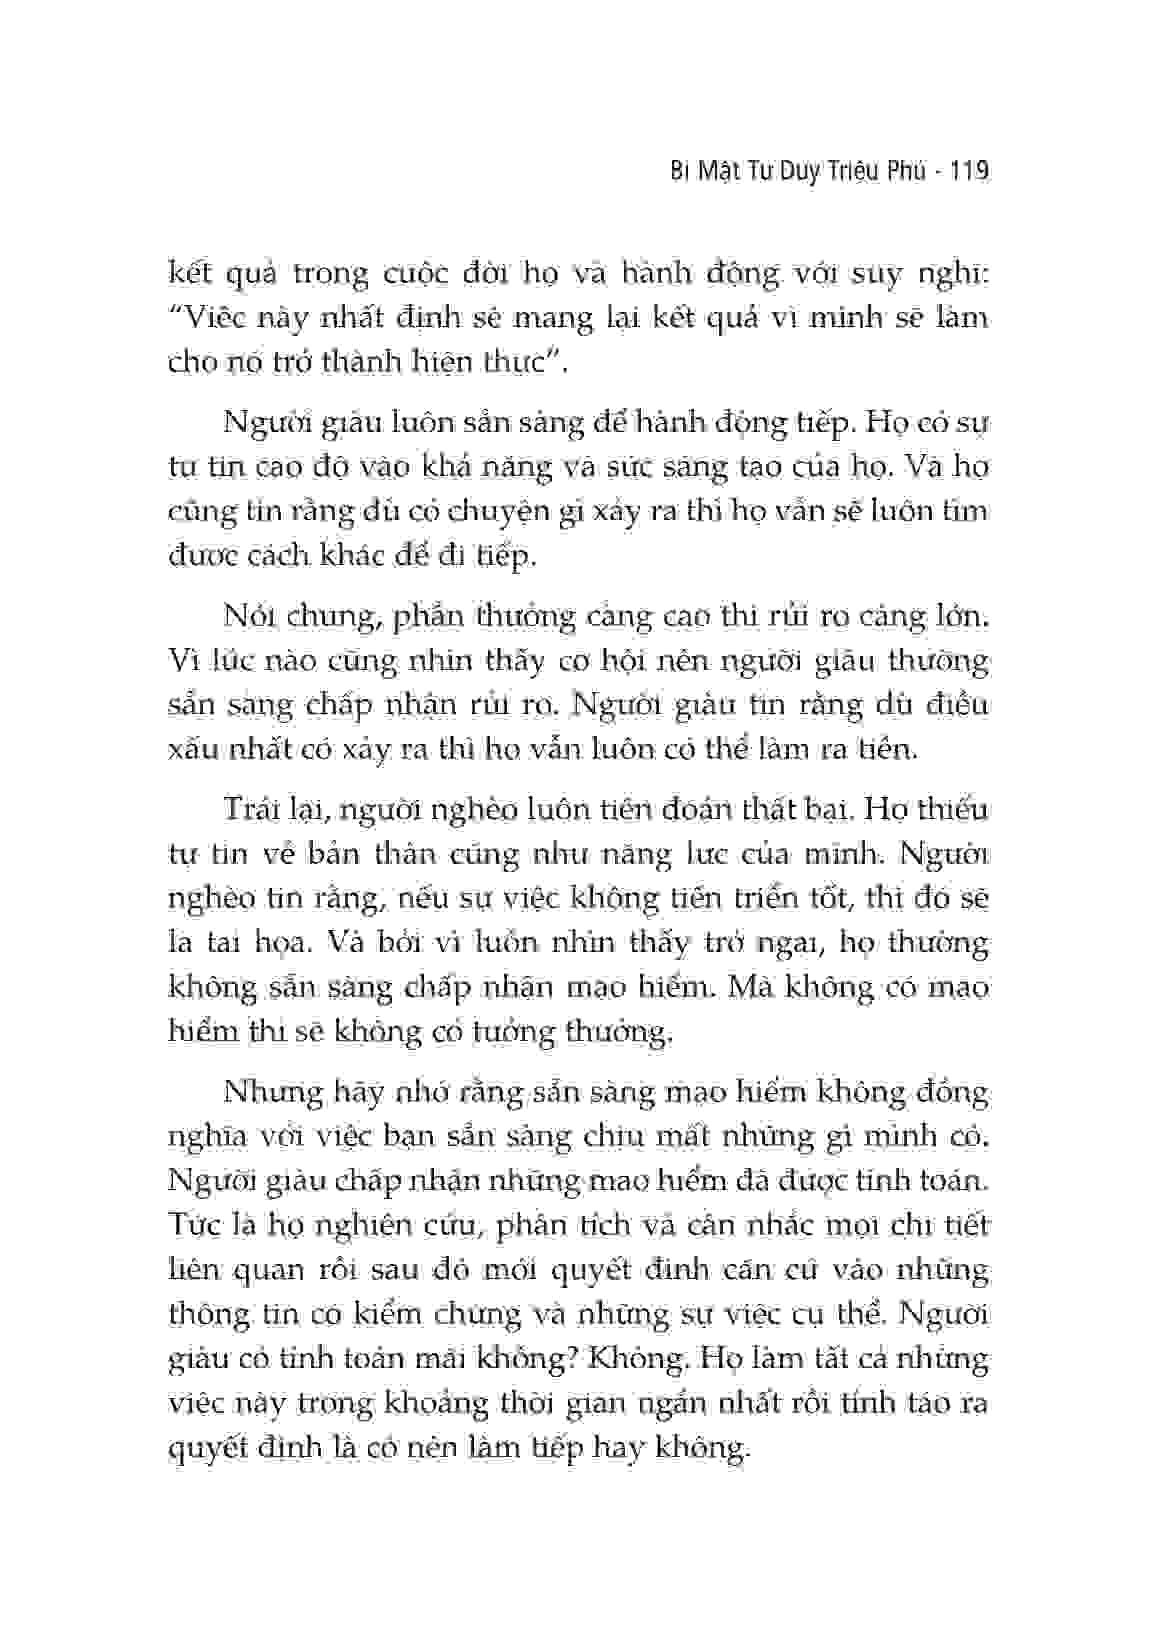 Bí Mật Tư Duy Triệu Phú - 119
kết quả trong cuộc đời họ và hành động với suy nghĩ:
“Việc này nhất định sẽ mang lại kết quả vì mình sẽ làm
cho nó trở thành hiện thực”.
Người giàu luôn sẵn sàng để hành động tiếp. Họ có sự
tự tin cao độ vào khả năng và sức sáng tạo của họ. Và họ
cũng tin rằng dù có chuyện gì xảy ra thì họ vẫn sẽ luôn tìm
được cách khác để đi tiếp.
Nói chung, phần thưởng càng cao thì rủi ro càng lớn.
Vì lúc nào cũng nhìn thấy cơ hội nên người giàu thường
sẵn sàng chấp nhận rủi ro. Người giàu tin rằng dù điều
xấu nhất có xảy ra thì họ vẫn luôn có thể làm ra tiền.
Trái lại, người nghèo luôn tiên đoán thất bại. Họ thiếu
tự tin về bản thân cũng như năng lực của mình. Người
nghèo tin rằng, nếu sự việc không tiến triển tốt, thì đó sẽ
là tai họa. Và bởi vì luôn nhìn thấy trở ngại, họ thường
không sẵn sàng chấp nhận mạo hiểm. Mà không có mạo
hiểm thì sẽ không có tưởng thưởng.
Nhưng hãy nhớ rằng sẵn sàng mạo hiểm không đồng
nghĩa với việc bạn sẵn sàng chịu mất những gì mình có.
Người giàu chấp nhận những mạo hiểm đã được tính toán.
Tức là họ nghiên cứu, phân tích và cân nhắc mọi chi tiết
liên quan rồi sau đó mới quyết định căn cứ vào những
thông tin có kiểm chứng và những sự việc cụ thể. Người
giàu có tính toán mãi không? Không. Họ làm tất cả những
việc này trong khoảng thời gian ngắn nhất rồi tỉnh táo ra
quyết định là có nên làm tiếp hay không.